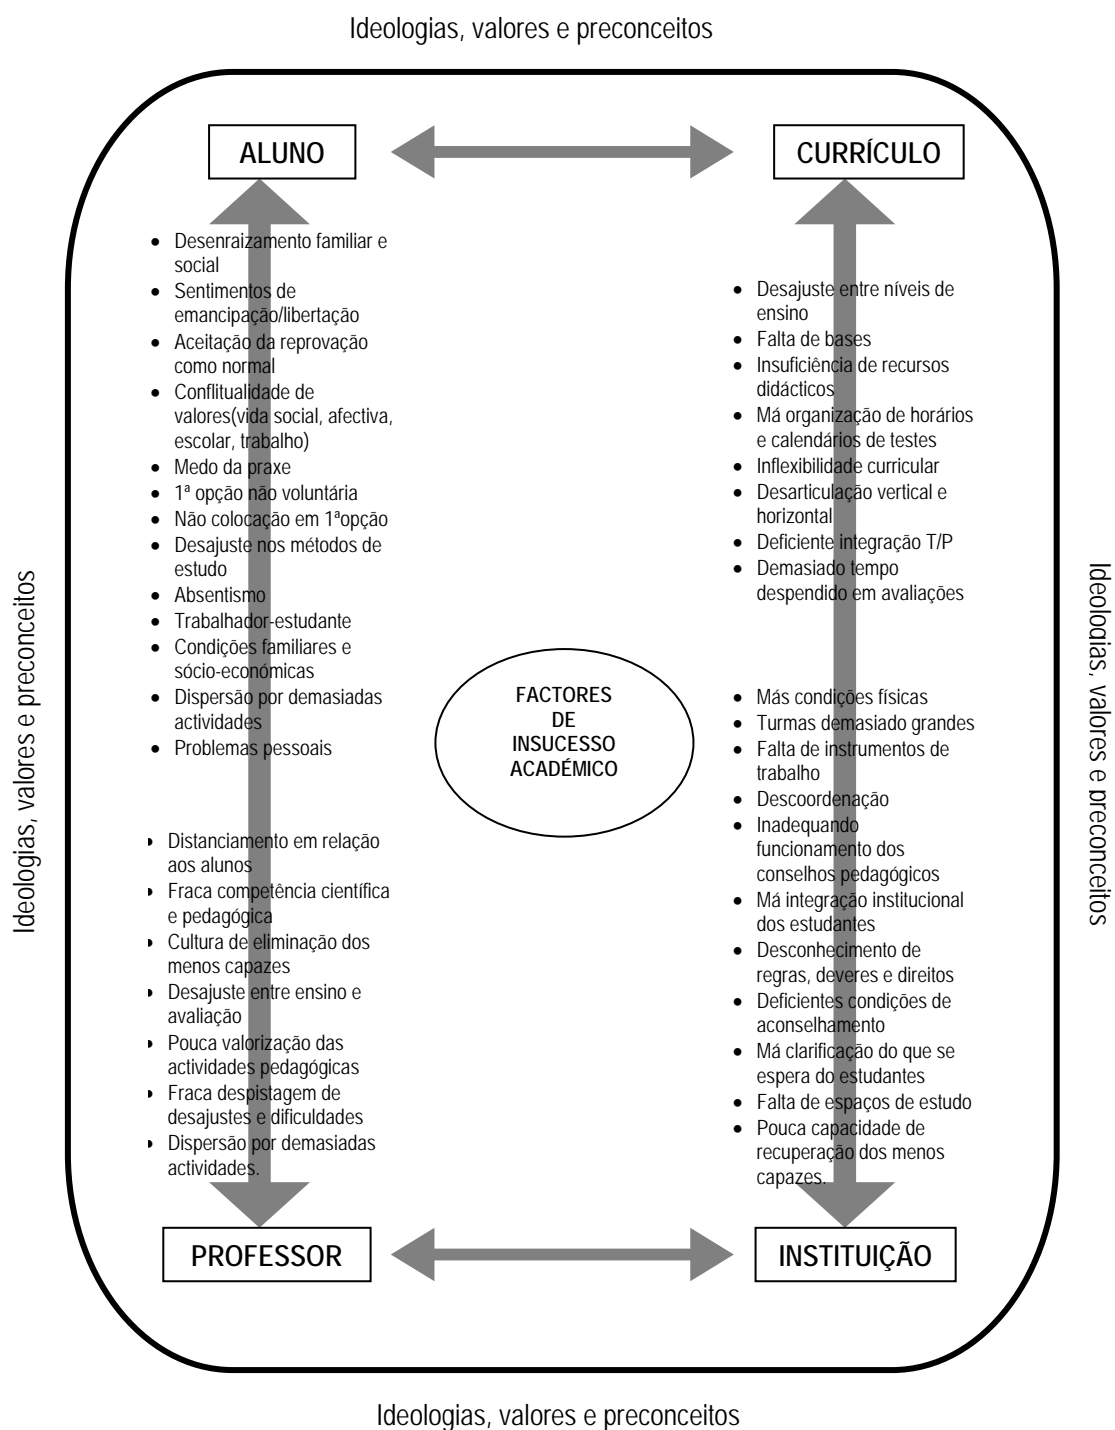 Ideologias, valores e preconceitos
ALUNO
CURRÍCULO
• Desenraizamento familiar e
social
• Sentimentos de
emancipação/libertação
• Aceitação da reprovação
como normal
• Conflitualidade de
valores(vida social, afectiva,
escolar, trabalho)
• Medo da praxe
• 1ª opção não voluntária
• Não colocação em 1ªopção
• Desajuste nos métodos de
estudo
• Absentismo
• Trabalhador-estudante
• Condições familiares e
sócio-económicas
• Dispersão por demasiadas
actividades
• Problemas pessoais
• Desajuste entre níveis de
ensino
• Falta de bases
• Insuficiência de recursos
didácticos
• Má organização de horários
e calendários de testes
• Inflexibilidade curricular
• Desarticulação vertical e
horizontal
• Deficiente integração T/P
• Demasiado tempo
despendido em avaliações
Ideologias, valores e preconceitos
FACTORES
DE
INSUCESSO
ACADÉMICO
Ideologias, valores e preconceitos
• Distanciamento em relação
aos alunos
• Fraca competência científica
e pedagógica
• Cultura de eliminação dos
menos capazes
• Desajuste entre ensino e
avaliação
• Pouca valorização das
actividades pedagógicas
• Fraca despistagem de
desajustes e dificuldades
• Dispersão por demasiadas
actividades.
• Más condições físicas
• Turmas demasiado grandes
• Falta de instrumentos de
trabalho
• Descoordenação
• Inadequando
funcionamento dos
conselhos pedagógicos
• Má integração institucional
dos estudantes
• Desconhecimento de
regras, deveres e direitos
• Deficientes condições de
aconselhamento
• Má clarificação do que se
espera do estudantes
• Falta de espaços de estudo
• Pouca capacidade de
recuperação dos menos
capazes.
PROFESSOR
INSTITUIÇÃO
Ideologias, valores e preconceitos